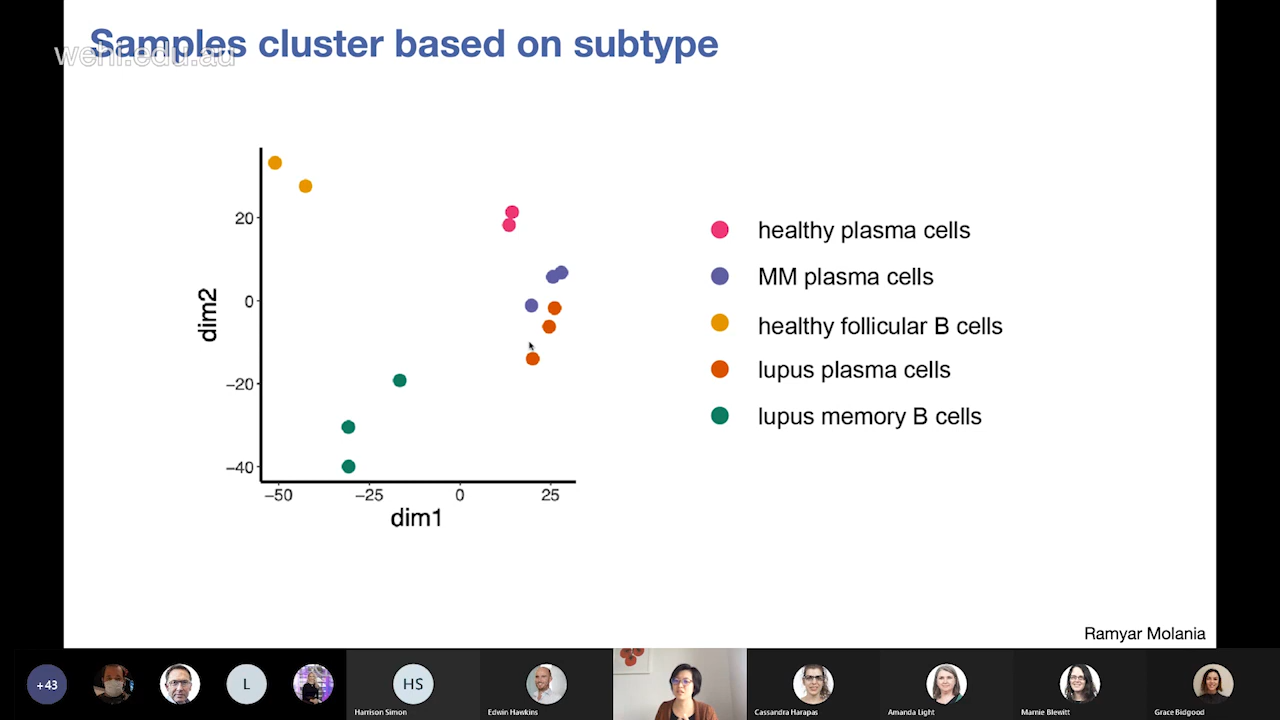 Samples cluster based on subtype
wehi.edu.au
20
0
−20
−40
dim2
−50
−25
0
25
dim1
healthy plasma cells
MM plasma cells
healthy follicular B cells
lupus plasma cells
lupus memory B cells
Ramyar Molania
+43
L
HS
Harrison Simon
Edwin Hawkins
Cassandra Harapas
Amanda Light
Marnie Blewitt
Grace Bidgood